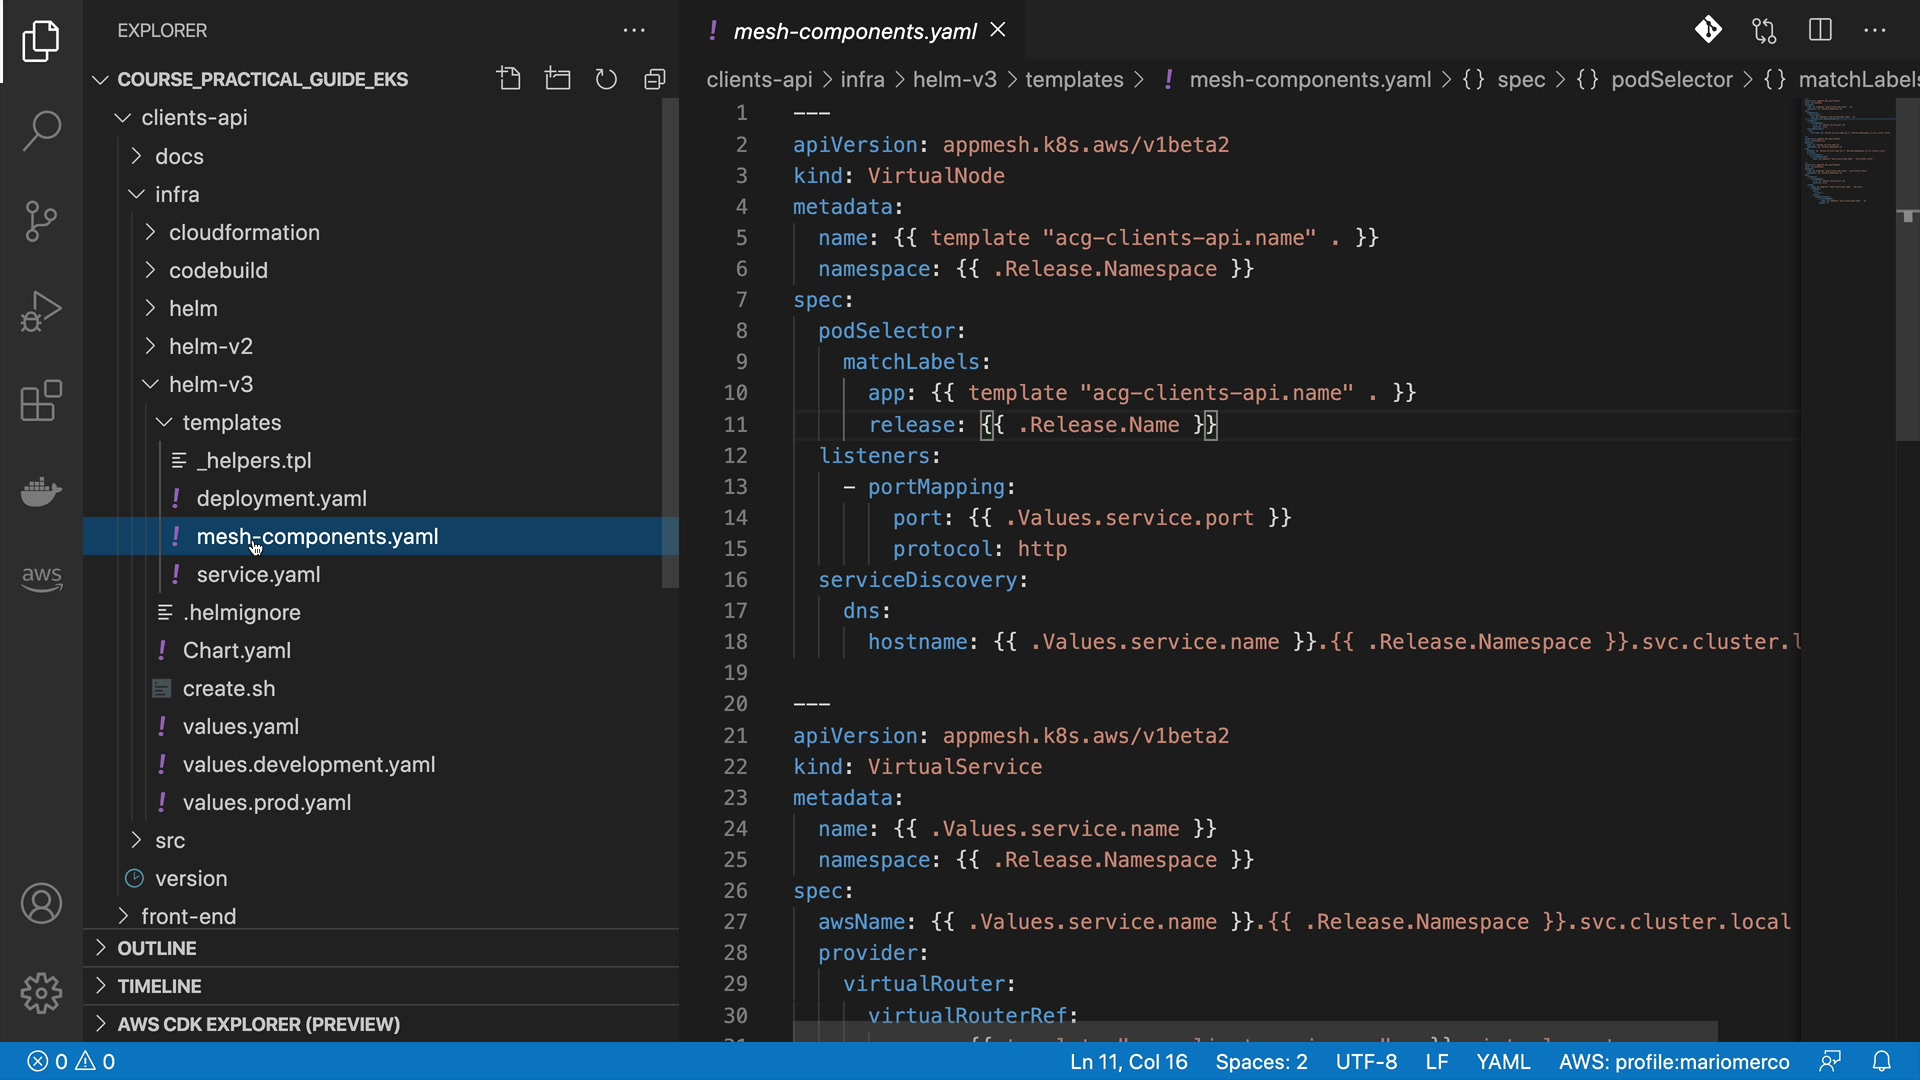 EXPLORER
COURSE_PRACTICAL_GUIDE_EKS
clients-api
docs
infra
cloudformation
codebuild
helm
helm-v2
helm-v3
templates
_helpers.tpl
! deployment.yaml
! mesh-components.yaml
! service.yaml
.helmignore
! Chart.yaml
create.sh
! values.yaml
! values.development.yaml
! values.prod.yaml
src
version
front-end
OUTLINE
TIMELINE
AWS CDK EXPLORER (PREVIEW)
aws
! mesh-components.yaml
clients-api > infra > helm-v3 > templates > ! mesh-components.yaml > {} spec > {} podSelector > {} matchLabels
1 ---
2 apiVersion: appmesh.k8s.aws/v1beta2
3 kind: VirtualNode
4 metadata:
5 name: {{ template "acg-clients-api.name" . }}
6 namespace: {{ .Release.Namespace }}
7 spec:
8 podSelector:
9 matchLabels:
10 app: {{ template "acg-clients-api.name" . }}
11 release: {{ .Release.Name }}
12 listeners:
13 - portMapping:
14 port: {{ .Values.service.port }}
15 protocol: http
16 serviceDiscovery:
17 dns:
18 hostname: {{ .Values.service.name }}.{{ .Release.Namespace }}.svc.cluster.l
19
20 ---
21 apiVersion: appmesh.k8s.aws/v1beta2
22 kind: VirtualService
23 metadata:
24 name: {{ .Values.service.name }}
25 namespace: {{ .Release.Namespace }}
26 spec:
27 awsName: {{ .Values.service.name }}.{{ .Release.Namespace }}.svc.cluster.local
28 provider:
29 virtualRouter:
30 virtualRouterRef:
0 0
Ln 11, Col 16 Spaces: 2 UTF-8 LF YAML AWS: profile:mariomerco